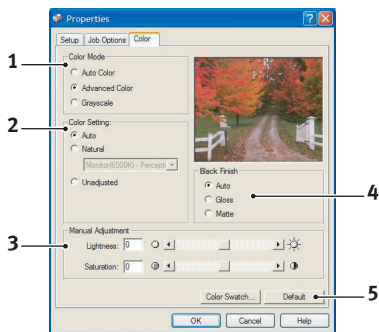 Properties
Setup Job Options Color
1
Color Mode
Auto Color
Advanced Color
Grayscale
2
Color Setting:
Auto
Natural
Monitor(6500K) - Percepti
Unadjusted
Black Finish
Auto
Gloss
Matte
4
3
Manual Adjustment
Lightness: 0
Saturation: 0
Color Swatch... Default
5
OK Cancel Help